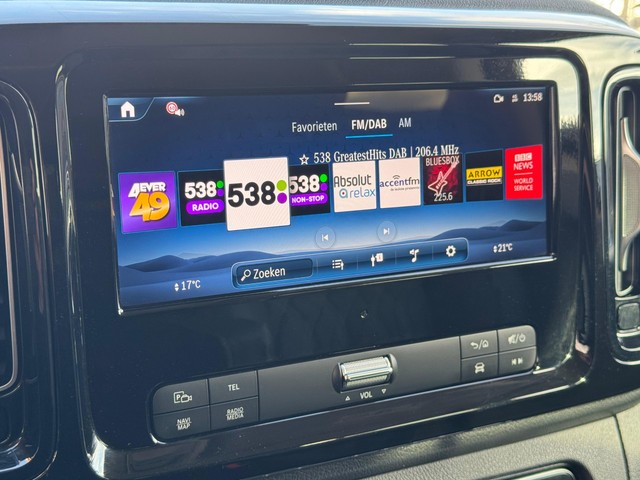 13:58
Favorieten FM/DAB AM
☆ 538 GreatestHits DAB | 206.4 MHz
4EVER
49
538
RADIO
538
538
NON-STOP
Absolut
relax
accentfm
BLUESBOX
225.6
ARROW
CLASSIC ROCK
BBC
NEWS
WORLD
SERVICE
17°C
Zoeken
21°C
P
TEL
NAVI
MAP
RADIO
MEDIA
VOL